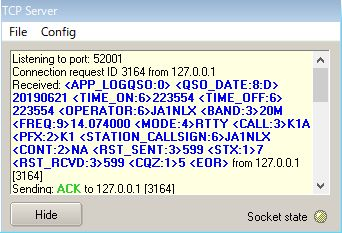 TCP Server
File Config
Listening to port: 52001
Connection request ID 3164 from 127.0.0.1
Received: <APP_LOGQSO:0> <QSO_DATE:8:D>
20190621 <TIME_ON:6>223554 <TIME_OFF:6>
223554 <OPERATOR:6>JA1NLX <BAND:3>20M
<FREQ:9>14.074000 <MODE:4>RTTY <CALL:3>K1A
<PFX:2>K1 <STATION_CALLSIGN:6>JA1NLX
<CONT:2>NA <RST_SENT:3>599 <STX:1>7
<RST_RCVD:3>599 <CQZ:1>5 <EOR> from 127.0.0.1
[3164]
Sending: ACK to 127.0.0.1 [3164]
Hide Socket state